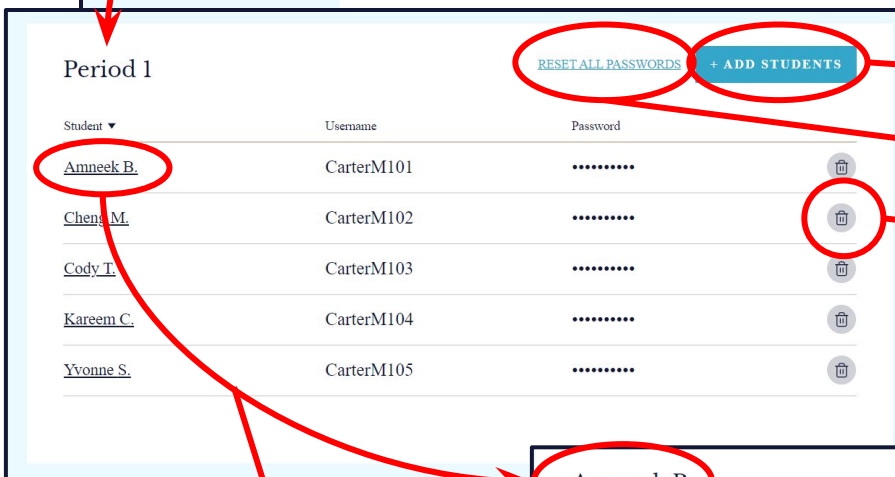 Period 1
RESET ALL PASSWORDS + ADD STUDENTS
Student ▼ Username Password
Amneek B. CarterM101 ••••••••••
Cheng M. CarterM102 ••••••••••
Cody T. CarterM103 ••••••••••
Kareem C. CarterM104 ••••••••••
Yvonne S. CarterM105 ••••••••••